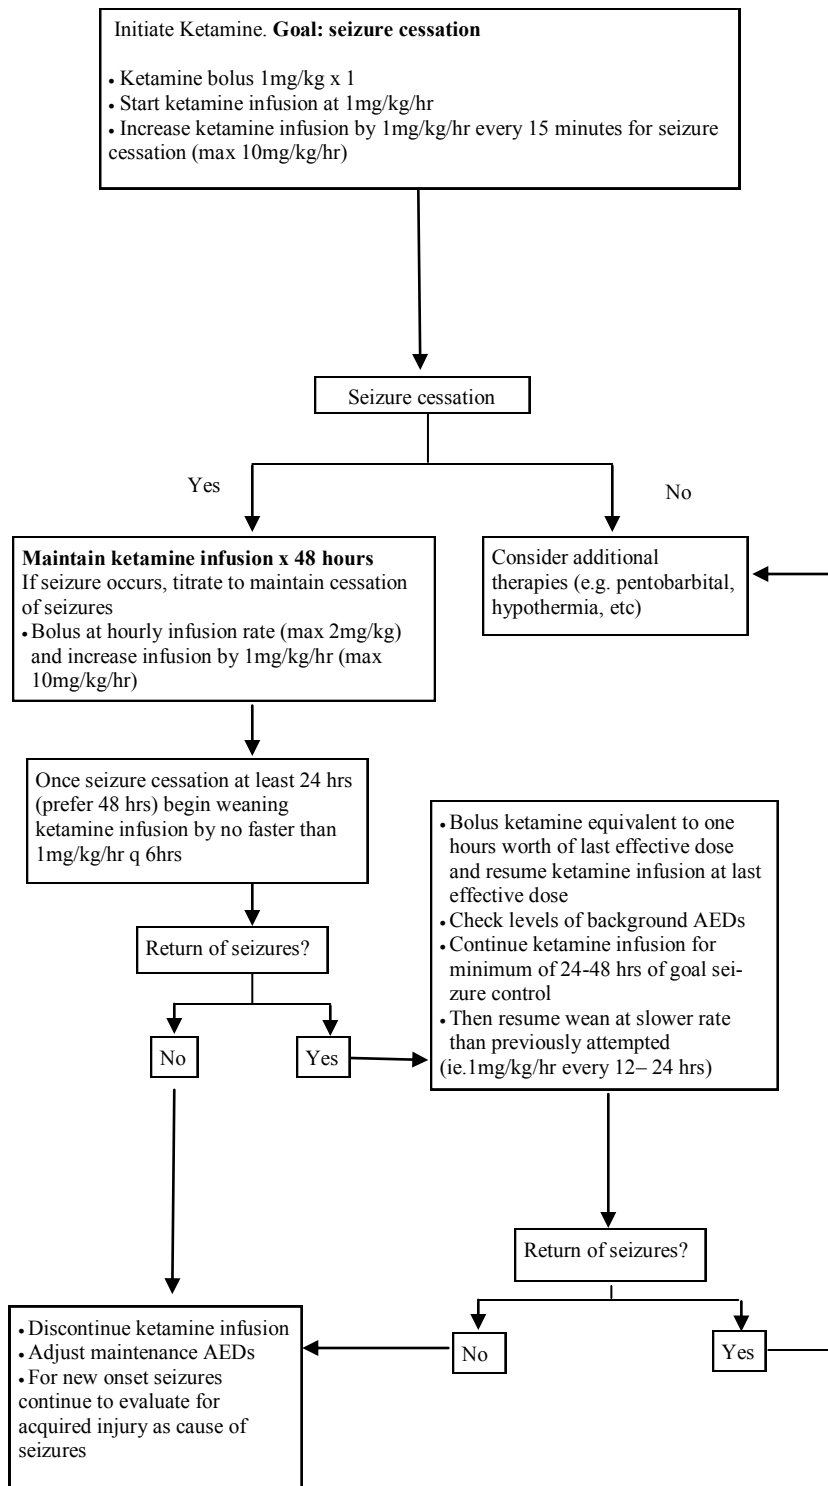 Initiate Ketamine. Goal: seizure cessation
• Ketamine bolus 1mg/kg x 1
• Start ketamine infusion at 1mg/kg/hr
• Increase ketamine infusion by 1mg/kg/hr every 15 minutes for seizure
cessation (max 10mg/kg/hr)
Seizure cessation
Yes
No
Maintain ketamine infusion x 48 hours
If seizure occurs, titrate to maintain cessation
of seizures
• Bolus at hourly infusion rate (max 2mg/kg)
and increase infusion by 1mg/kg/hr (max
10mg/kg/hr)
Consider additional
therapies (e.g. pentobarbital,
hypothermia, etc)
Once seizure cessation at least 24 hrs
(prefer 48 hrs) begin weaning
ketamine infusion by no faster than
1mg/kg/hr q 6hrs
Return of seizures?
No
Yes
• Bolus ketamine equivalent to one
hours worth of last effective dose
and resume ketamine infusion at last
effective dose
• Check levels of background AEDs
• Continue ketamine infusion for
minimum of 24-48 hrs of goal sei-
zure control
• Then resume wean at slower rate
than previously attempted
(ie.1mg/kg/hr every 12– 24 hrs)
Return of seizures?
No
Yes
• Discontinue ketamine infusion
• Adjust maintenance AEDs
• For new onset seizures
continue to evaluate for
acquired injury as cause of
seizures